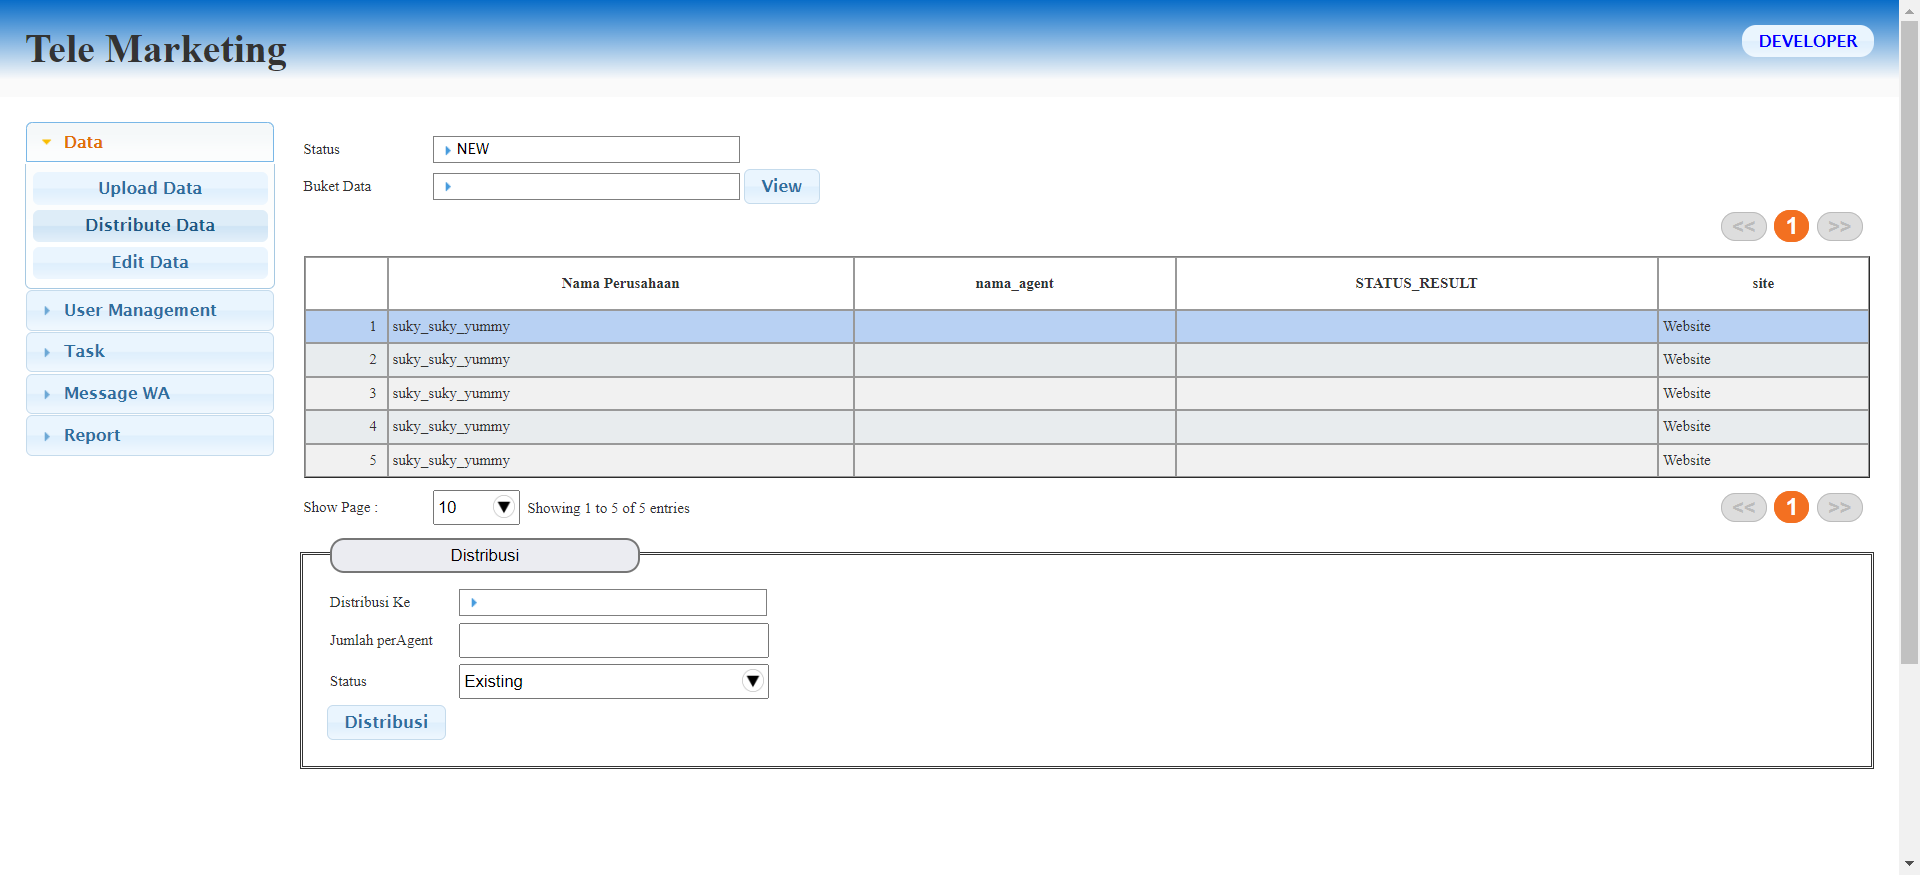 Tele Marketing
DEVELOPER
Data
Upload Data
Distribute Data
Edit Data
User Management
Task
Message WA
Report
Status
NEW
Buket Data
View
<< 1 >>
Nama Perusahaan nama_agent STATUS_RESULT site
1 suky_suky_yummy Website
2 suky_suky_yummy Website
3 suky_suky_yummy Website
4 suky_suky_yummy Website
5 suky_suky_yummy Website
Show Page : 10 Showing 1 to 5 of 5 entries << 1 >>
Distribusi
Distribusi Ke
Jumlah perAgent
Status Existing
Distribusi